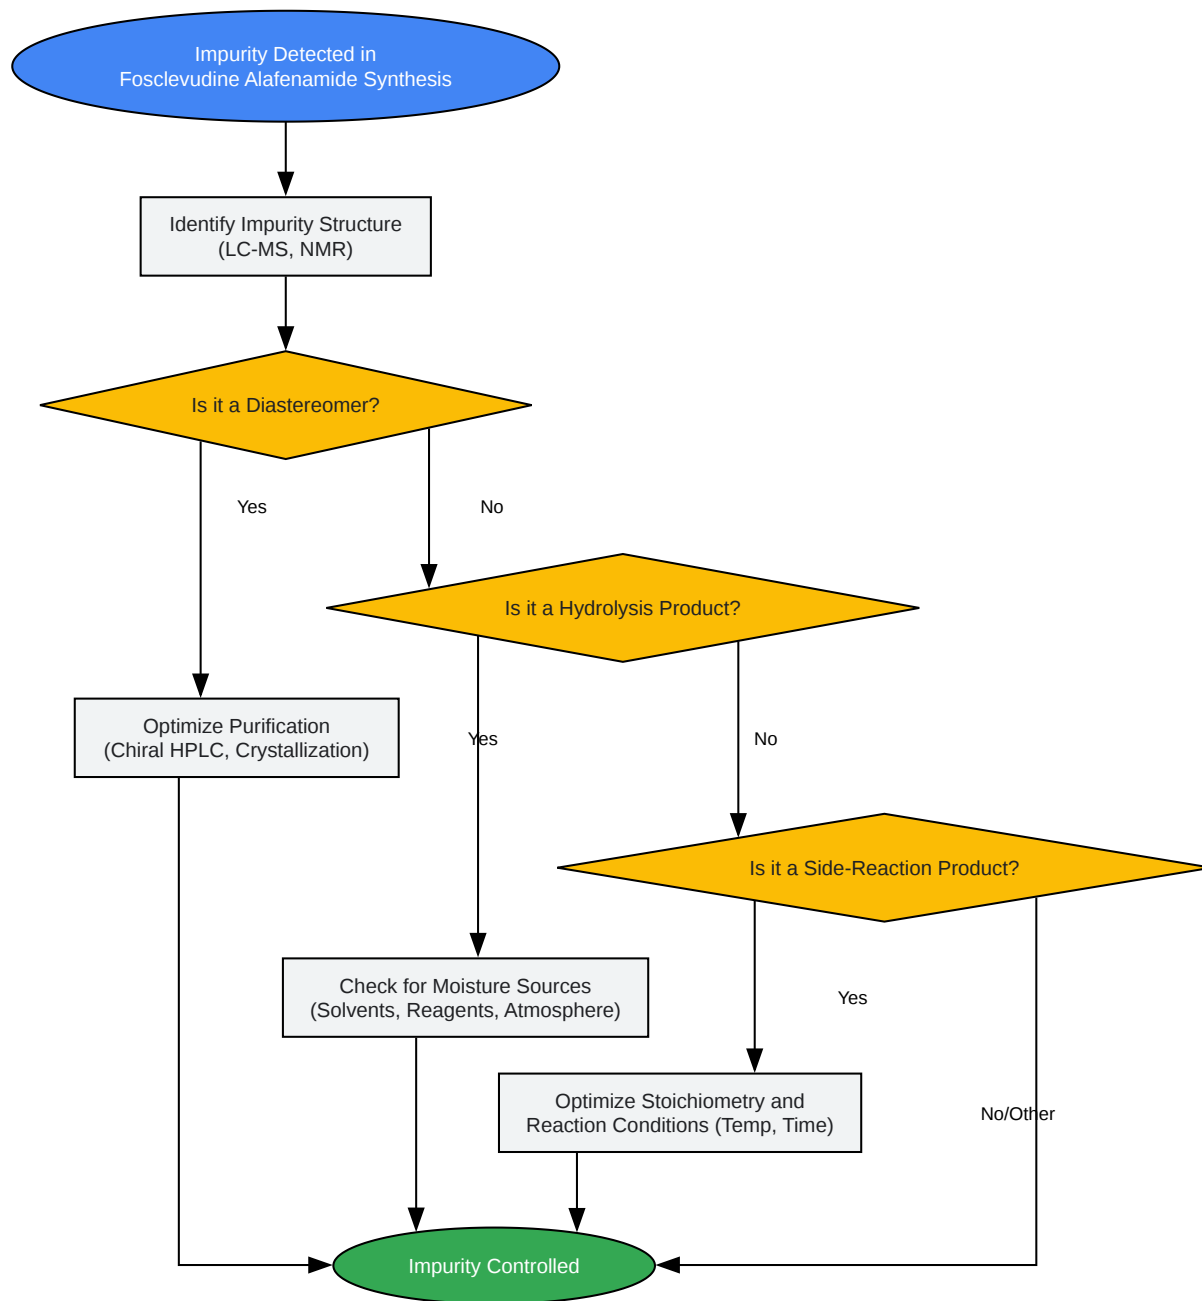 Impurity Detected in
Fosclevudine Alafenamide Synthesis
Identify Impurity Structure
(LC-MS, NMR)
Is it a Diastereomer?
Yes
No
Is it a Hydrolysis Product?
Optimize Purification
(Chiral HPLC, Crystallization)
Yes
No
Is it a Side-Reaction Product?
Check for Moisture Sources
(Solvents, Reagents, Atmosphere)
Yes
Optimize Stoichiometry and
Reaction Conditions (Temp, Time)
No/Other
Impurity Controlled